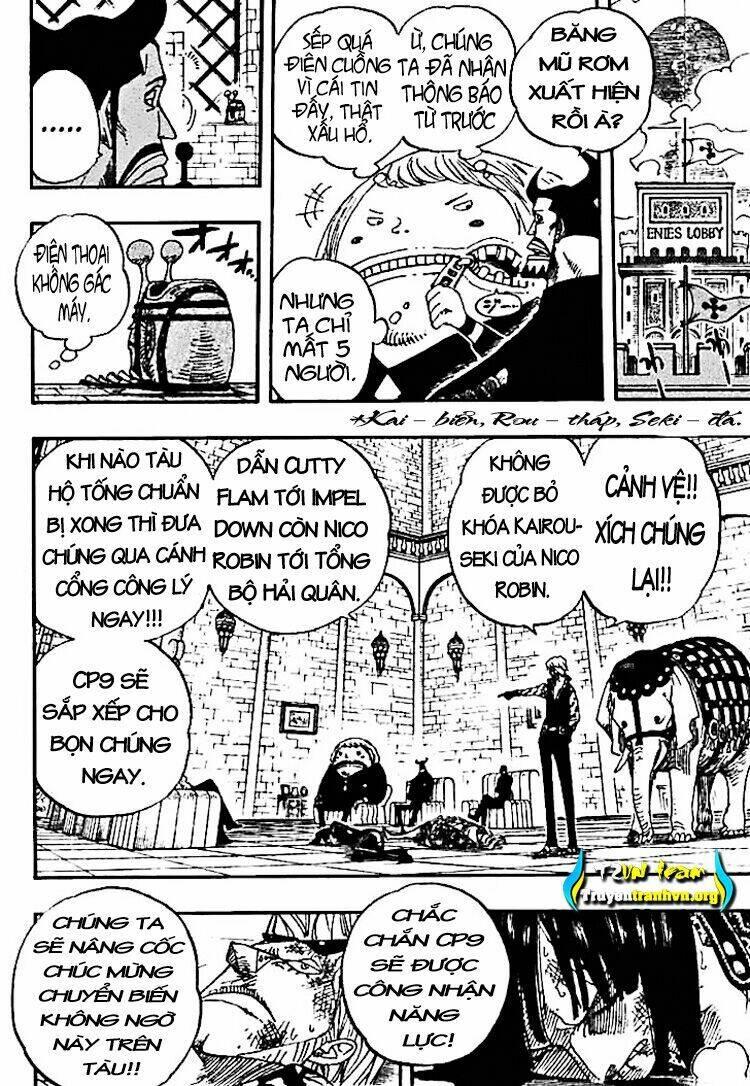 BĂNG
MŨ RƠM
XUẤT HIỆN
RỒI À?
Ừ, CHÚNG
TA ĐÃ NHẬN
THÔNG BÁO
TỪ TRƯỚC
SẾP QUÁ
ĐIÊN CUỒNG
VÌ CÁI TIN
ĐẤY, THẬT
XẤU HỔ.
.....
ENIES LOBBY
NHƯNG
TA CHỈ
MẤT 5
NGƯỜI.
ĐIỆN THOẠI
KHÔNG GÁC
MÁY.
*Kai – biển, Rou – tháp, Seki – đá.
CẢNH VỆ!!
XÍCH CHÚNG
LẠI!!
KHÔNG
ĐƯỢC BỎ
KHÓA KAIROU-
SEKI CỦA NICO
ROBIN.
DẪN CUTTY
FLAM TỚI IMPEL
DOWN CÒN NICO
ROBIN TỚI TỔNG
BỘ HẢI QUÂN.
KHI NÀO TÀU
HỘ TỐNG CHUẨN
BỊ XONG THÌ ĐƯA
CHÚNG QUA CÁNH
CỔNG CÔNG LÝ
NGAY!!!
CP9 SẼ
SẮP XẾP CHO
BỌN CHÚNG
NGAY.
TZVN Team
Truyentranhvn.org
CHẮC
CHẮN CP9
SẼ ĐƯỢC
CÔNG NHẬN
NĂNG
LỰC!
CHÚNG TA
SẼ NÂNG CỐC
CHÚC MỪNG
CHUYỂN BIẾN
KHÔNG NGỜ
NÀY TRÊN
TÀU!!